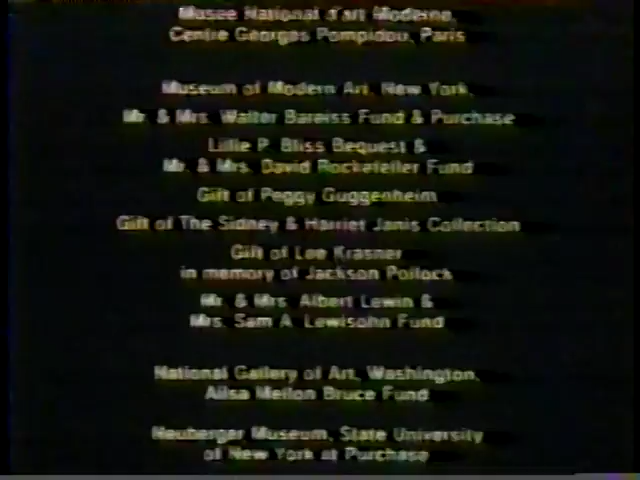 Musee National d'art Moderne,
Centre Georges Pompidou, Paris
Museum of Modern Art, New York,
Mr. & Mrs. Walter Bareiss Fund & Purchase
Lillie P. Bliss Bequest &
Mr. & Mrs. David Rockefeller Fund
Gift of Peggy Guggenheim
Gift of The Sidney & Harriet Janis Collection
Gift of Lee Krasner
in memory of Jackson Pollock
Mr. & Mrs. Albert Lewin &
Mrs. Sam A. Lewisohn Fund
National Gallery of Art, Washington,
Ailsa Mellon Bruce Fund
Neuberger Museum, State University
of New York at Purchase